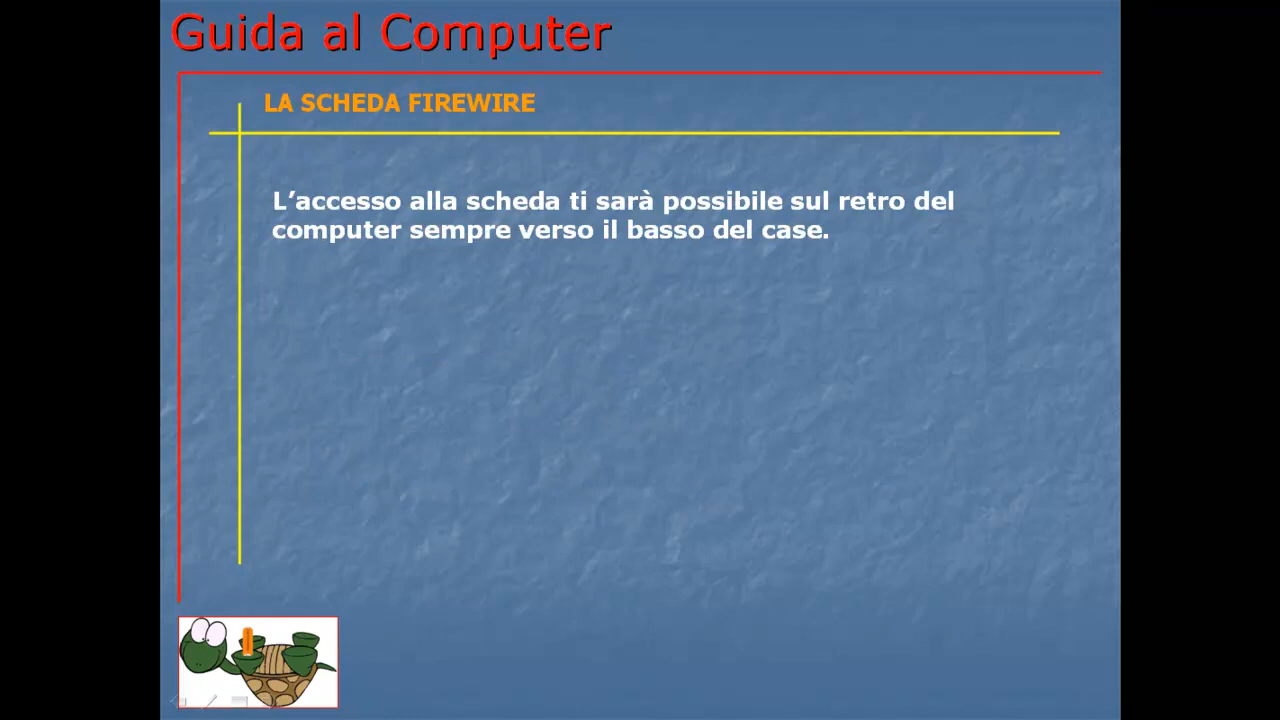 Guida al Computer
LA SCHEDA FIREWIRE
L’accesso alla scheda ti sarà possibile sul retro del
computer sempre verso il basso del case.